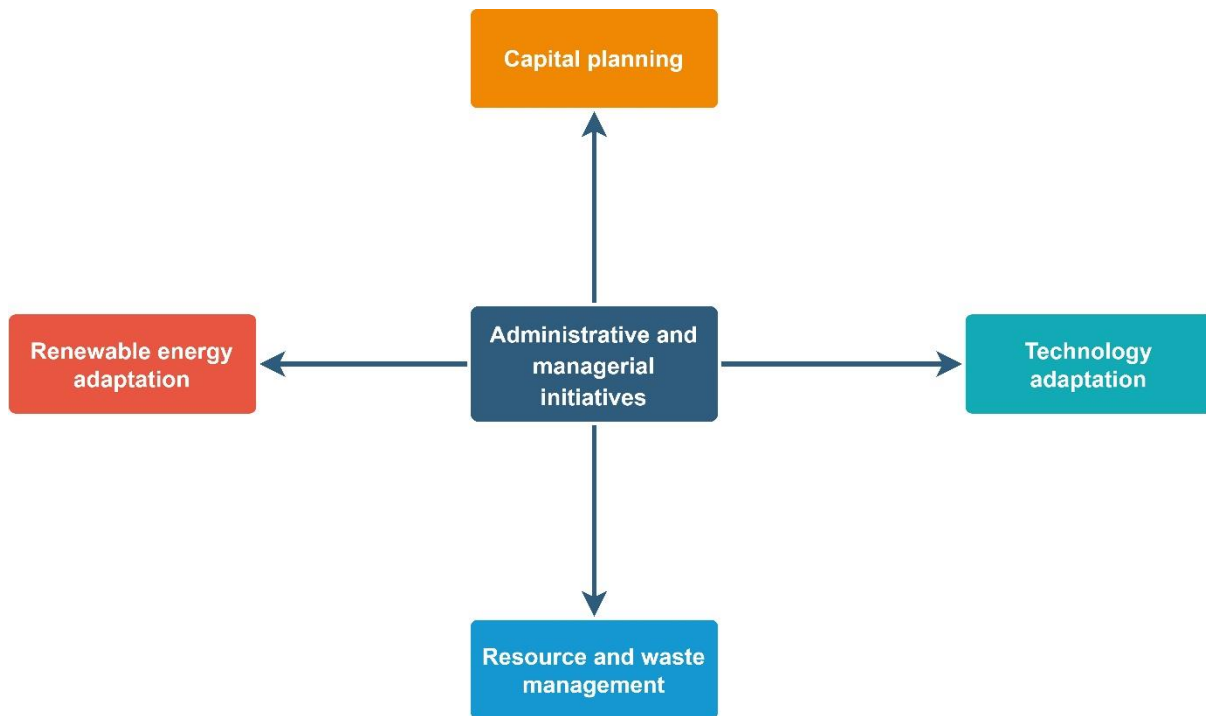 Capital planning
Renewable energy
adaptation
Administrative and
managerial
initiatives
Technology
adaptation
Resource and waste
management